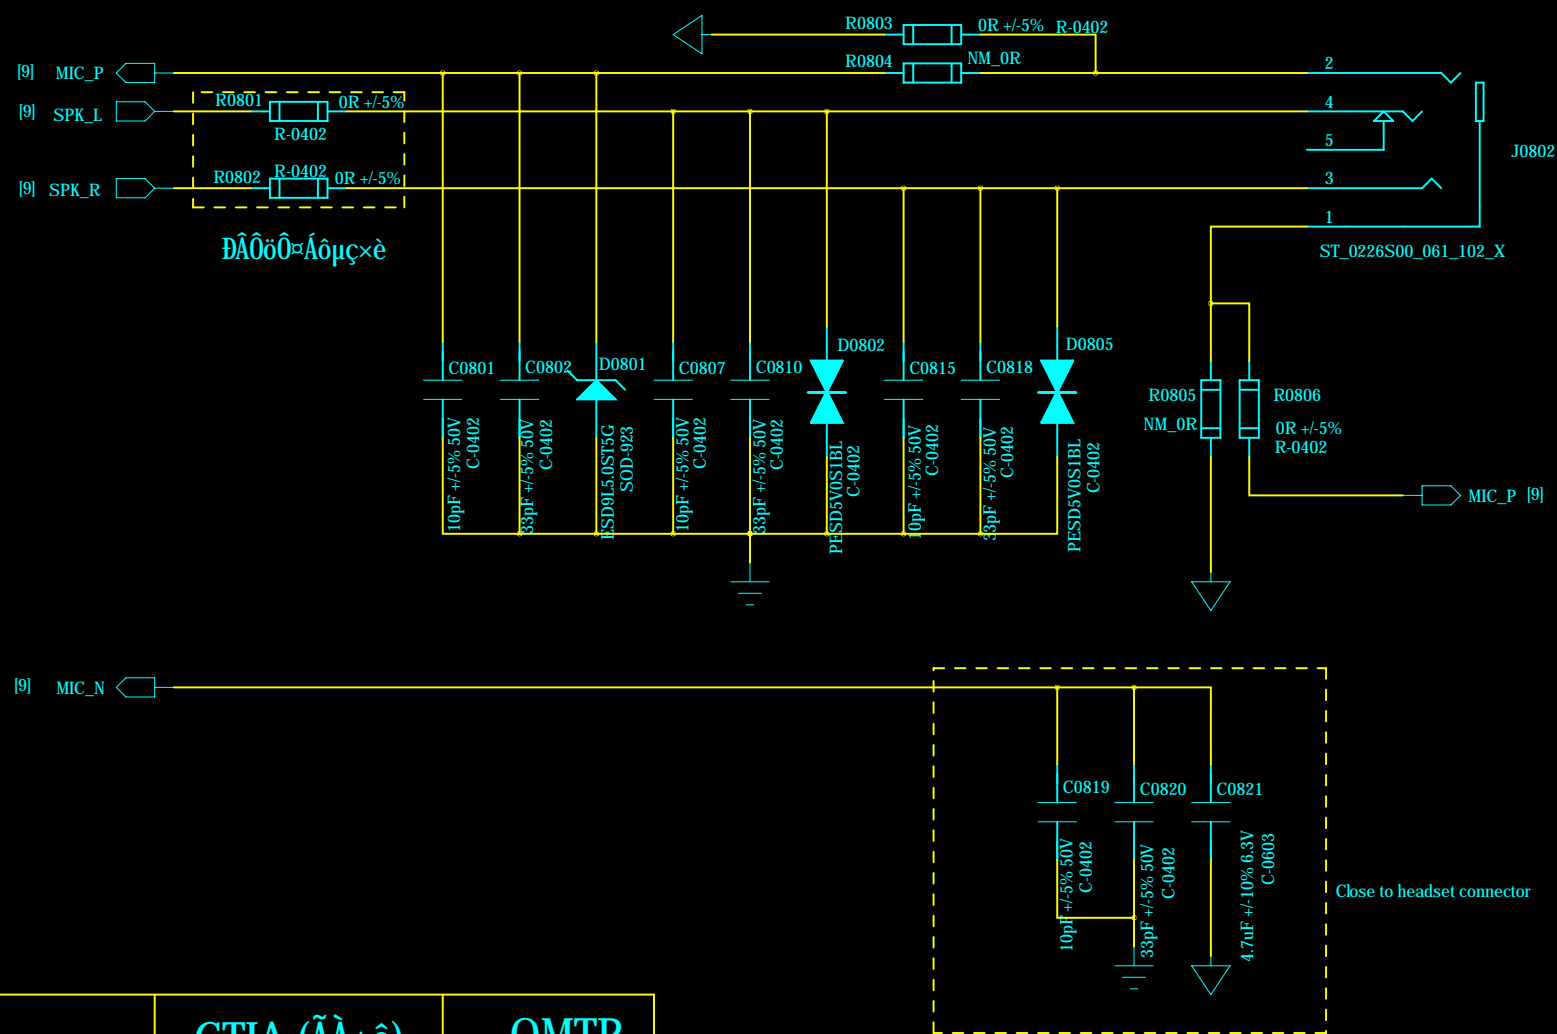 R0803
0R +/-5%
R-0402
R0804
NM_0R
[9] MIC_P
[9] SPK_L
R0801
0R +/-5%
R-0402
[9] SPK_R
R0802
R-0402
0R +/-5%
ÐÂÔöÔ¤Áôµç×è
2
4
5
3
1
J0802
ST_0226S00_061_102_X
C0801
10pF +/-5% 50V
C-0402
C0802
33pF +/-5% 50V
C-0402
D0801
ESD9L5.0ST5G
SOD-923
C0807
10pF +/-5% 50V
C-0402
C0810
33pF +/-5% 50V
C-0402
D0802
PESD5V0S1BL
C-0402
C0815
10pF +/-5% 50V
C-0402
C0818
33pF +/-5% 50V
C-0402
D0805
PESD5V0S1BL
C-0402
R0805
NM_0R
R0806
0R +/-5%
R-0402
MIC_P [9]
[9] MIC_N
C0819
10pF +/-5% 50V
C-0402
C0820
33pF +/-5% 50V
C-0402
C0821
4.7uF +/-10% 6.3V
C-0603
Close to headset connector
OMTP